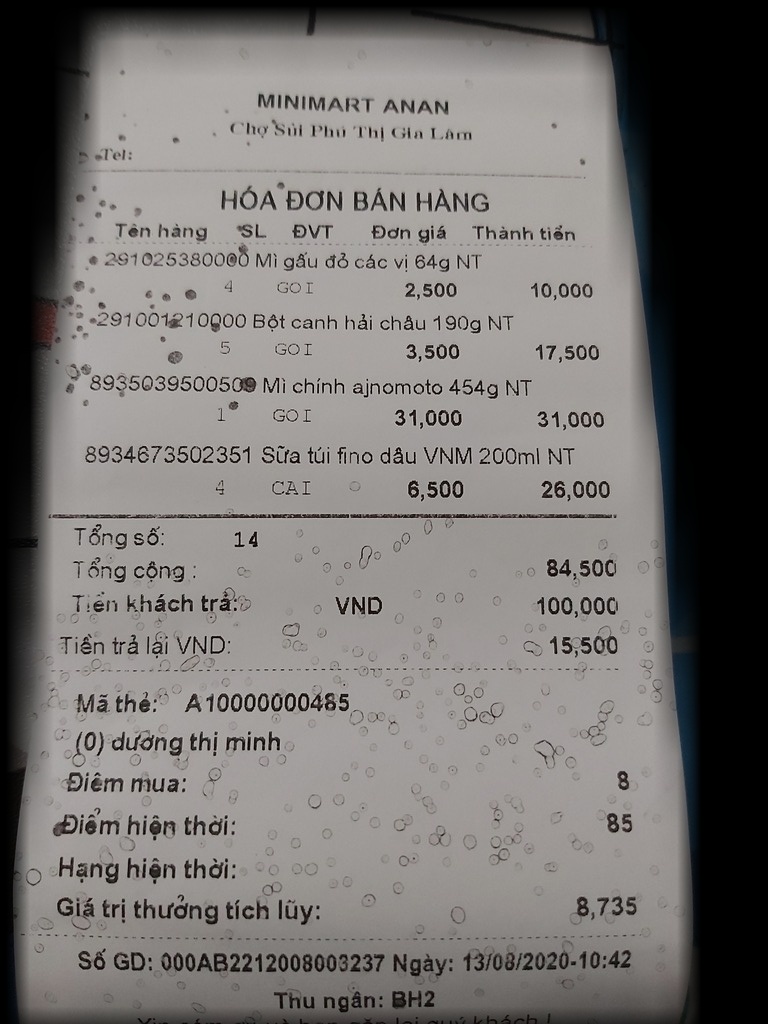 MINIMART ANAN
Chợ Sủi Phú Thị Gia Lâm
Tel:
HÓA ĐƠN BÁN HÀNG
Tên hàng SL ĐVT Đơn giá Thành tiền
291025380000 Mì gấu đỏ các vị 64g NT
4 GOI 2,500 10,000
291001210000 Bột canh hải châu 190g NT
5 GOI 3,500 17,500
8935039500509 Mì chính ajnomoto 454g NT
1 GOI 31,000 31,000
8934673502351 Sữa túi fino dâu VNM 200ml NT
4 CAI 6,500 26,000
Tổng số: 14
Tổng cộng : 84,500
Tiền khách trả: VND 100,000
Tiền trả lại VND: 15,500
Mã thẻ: A10000000485
(0) dương thị minh
Điểm mua: 8
Điểm hiện thời: 85
Hạng hiện thời:
Giá trị thưởng tích lũy: 8,735
Số GD: 000AB2212008003237 Ngày: 13/08/2020-10:42
Thu ngân: BH2